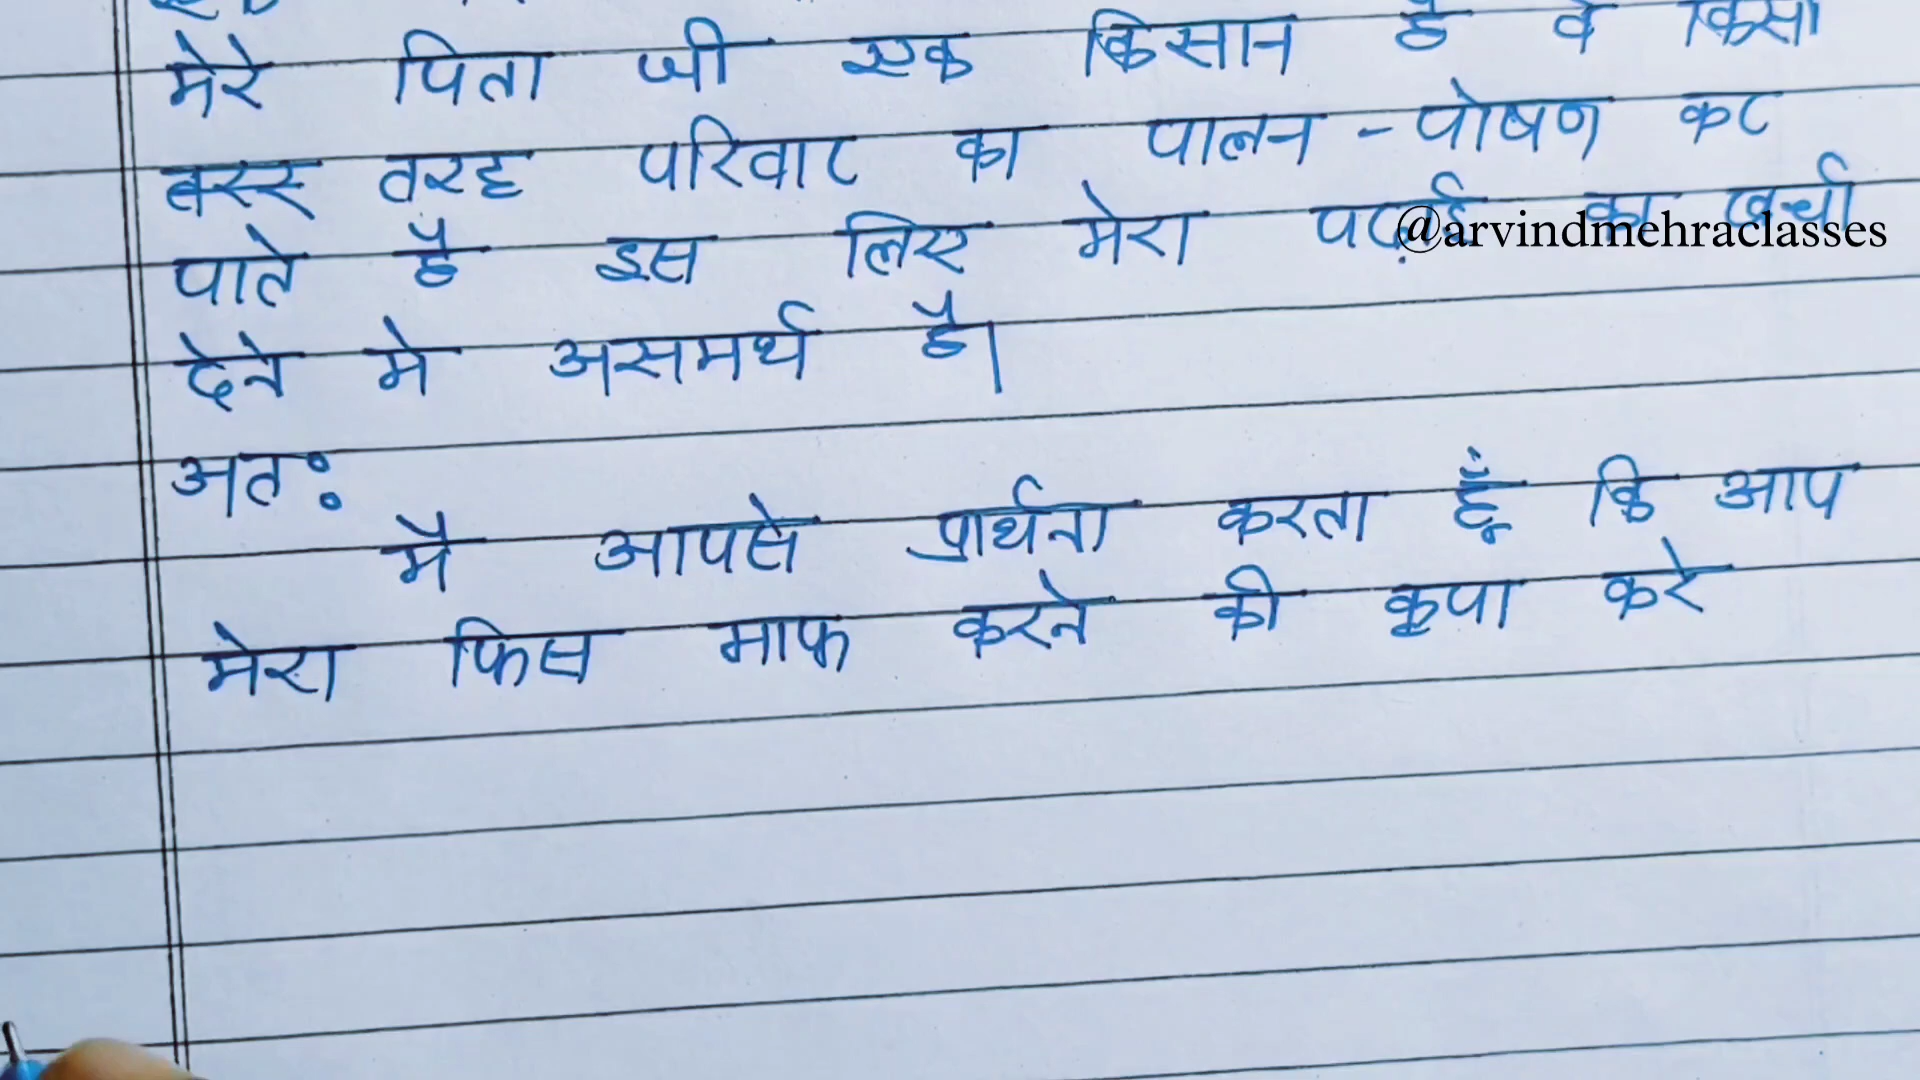 मेरे पिता जी एक किसान है वे किसी
तरह परिवार का पालन-पोषण कर
पाते है इस लिए मेरा पढाई का खर्चा
@arvindmehraclasses
देने मे असमर्थ है।
अतः
मै आपसे प्रार्थना करता हूँ कि आप
मेरा फिस माफ करने की कृपा करे